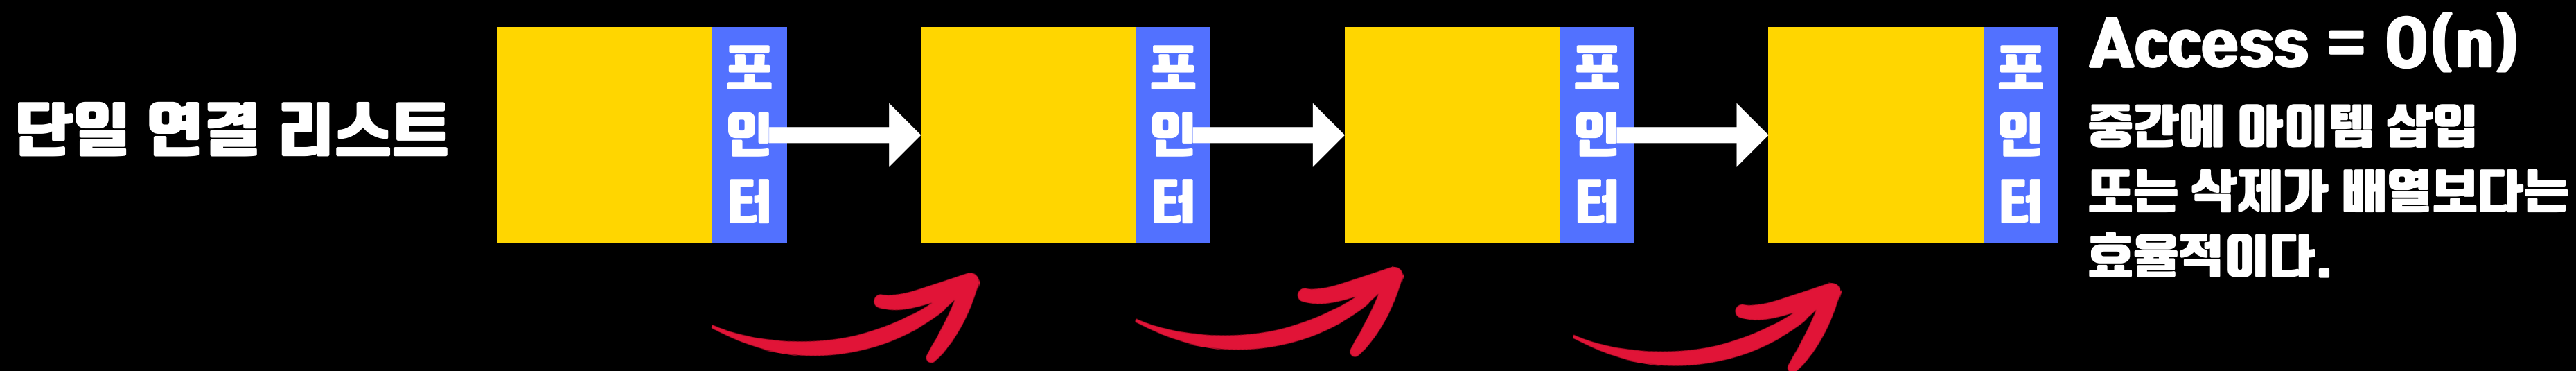 단일 연결 리스트
포
인
터
포
인
터
포
인
터
포
인
터
Access = O(n)
중간에 아이템 삽입
또는 삭제가 배열보다는
효율적이다.